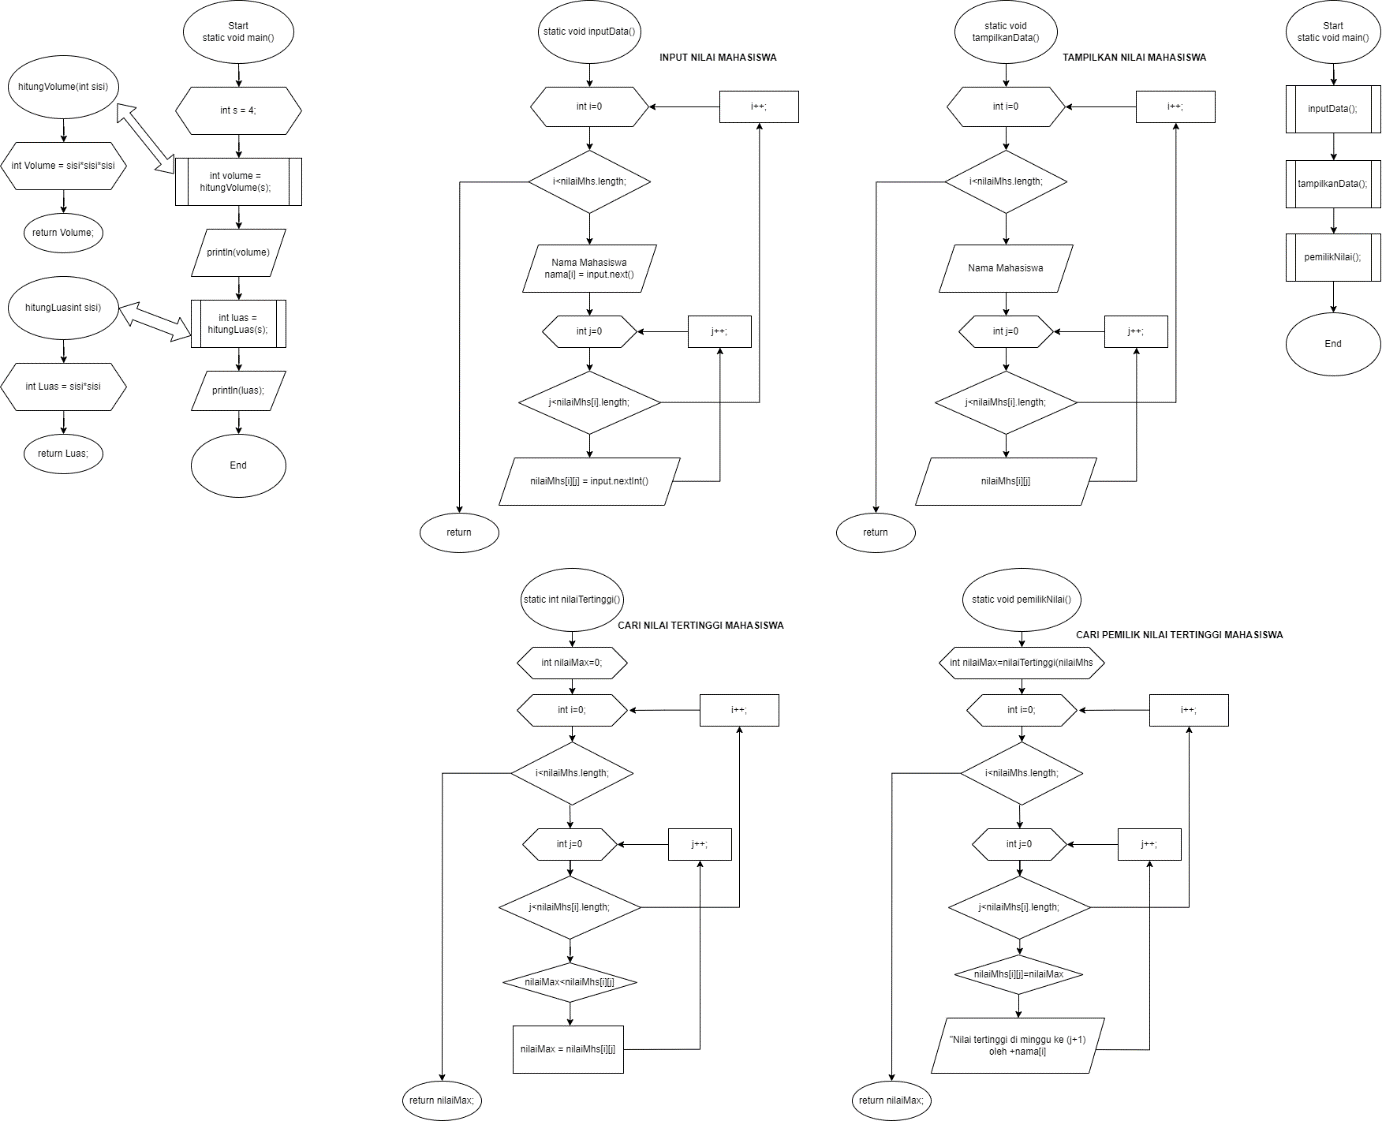 Start
static void main()
int s = 4;
int volume =
hitungVolume(s);
println(volume)
int luas =
hitungLuas(s);
println(luas);
End
hitungVolume(int sisi)
int Volume = sisi*sisi*sisi
return Volume;
hitungLuasint sisi)
int Luas = sisi*sisi
return Luas;
static void inputData()
INPUT NILAI MAHASISWA
int i=0
i++;
i<nilaiMhs.length;
Nama Mahasiswa
nama[i] = input.next()
int j=0
j++;
j<nilaiMhs[i].length;
nilaiMhs[i][j] = input.nextInt()
return
static void
tampilkanData()
TAMPILKAN NILAI MAHASISWA
int i=0
i++;
i<nilaiMhs.length;
Nama Mahasiswa
int j=0
j++;
j<nilaiMhs[i].length;
nilaiMhs[i][j]
return
Start
static void main()
inputData();
tampilkanData();
pemilikNilai();
End
static int nilaiTertinggi()
CARI NILAI TERTINGGI MAHASISWA
int nilaiMax=0;
int i=0;
i++;
i<nilaiMhs.length;
int j=0
j++;
j<nilaiMhs[i].length;
nilaiMax<nilaiMhs[i][j]
nilaiMax = nilaiMhs[i][j]
return nilaiMax;
static void pemilikNilai()
CARI PEMILIK NILAI TERTINGGI MAHASISWA
int nilaiMax=nilaiTertinggi(nilaiMhs
int i=0;
i++;
i<nilaiMhs.length;
int j=0
j++;
j<nilaiMhs[i].length;
nilaiMhs[i][j]=nilaiMax
"Nilai tertinggi di minggu ke (j+1)
oleh +nama[i]
return nilaiMax;